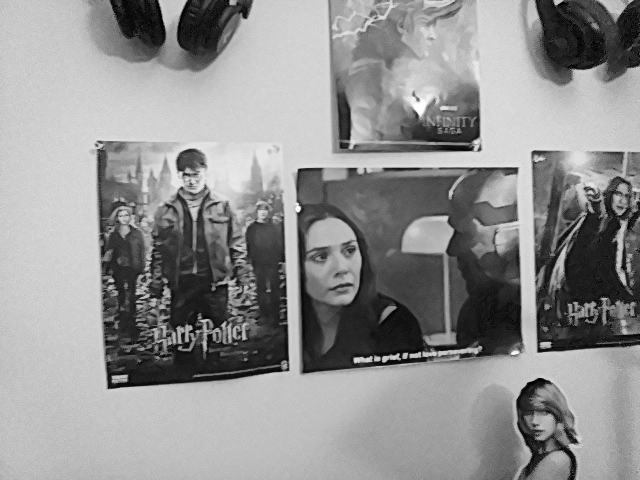 INFINITY
SAGA
Harry Potter
What is grief, if not love persevering?
Harry Potter